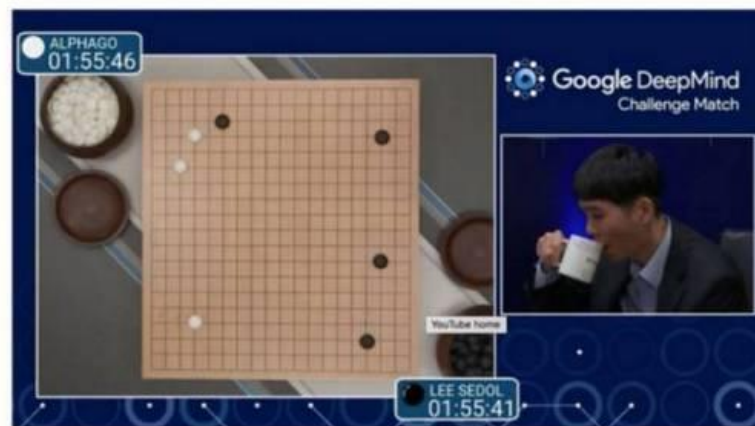 ALPHAGO
01:55:46
Google DeepMind
Challenge Match
YouTube home
LEE SEDOL
01:55:41